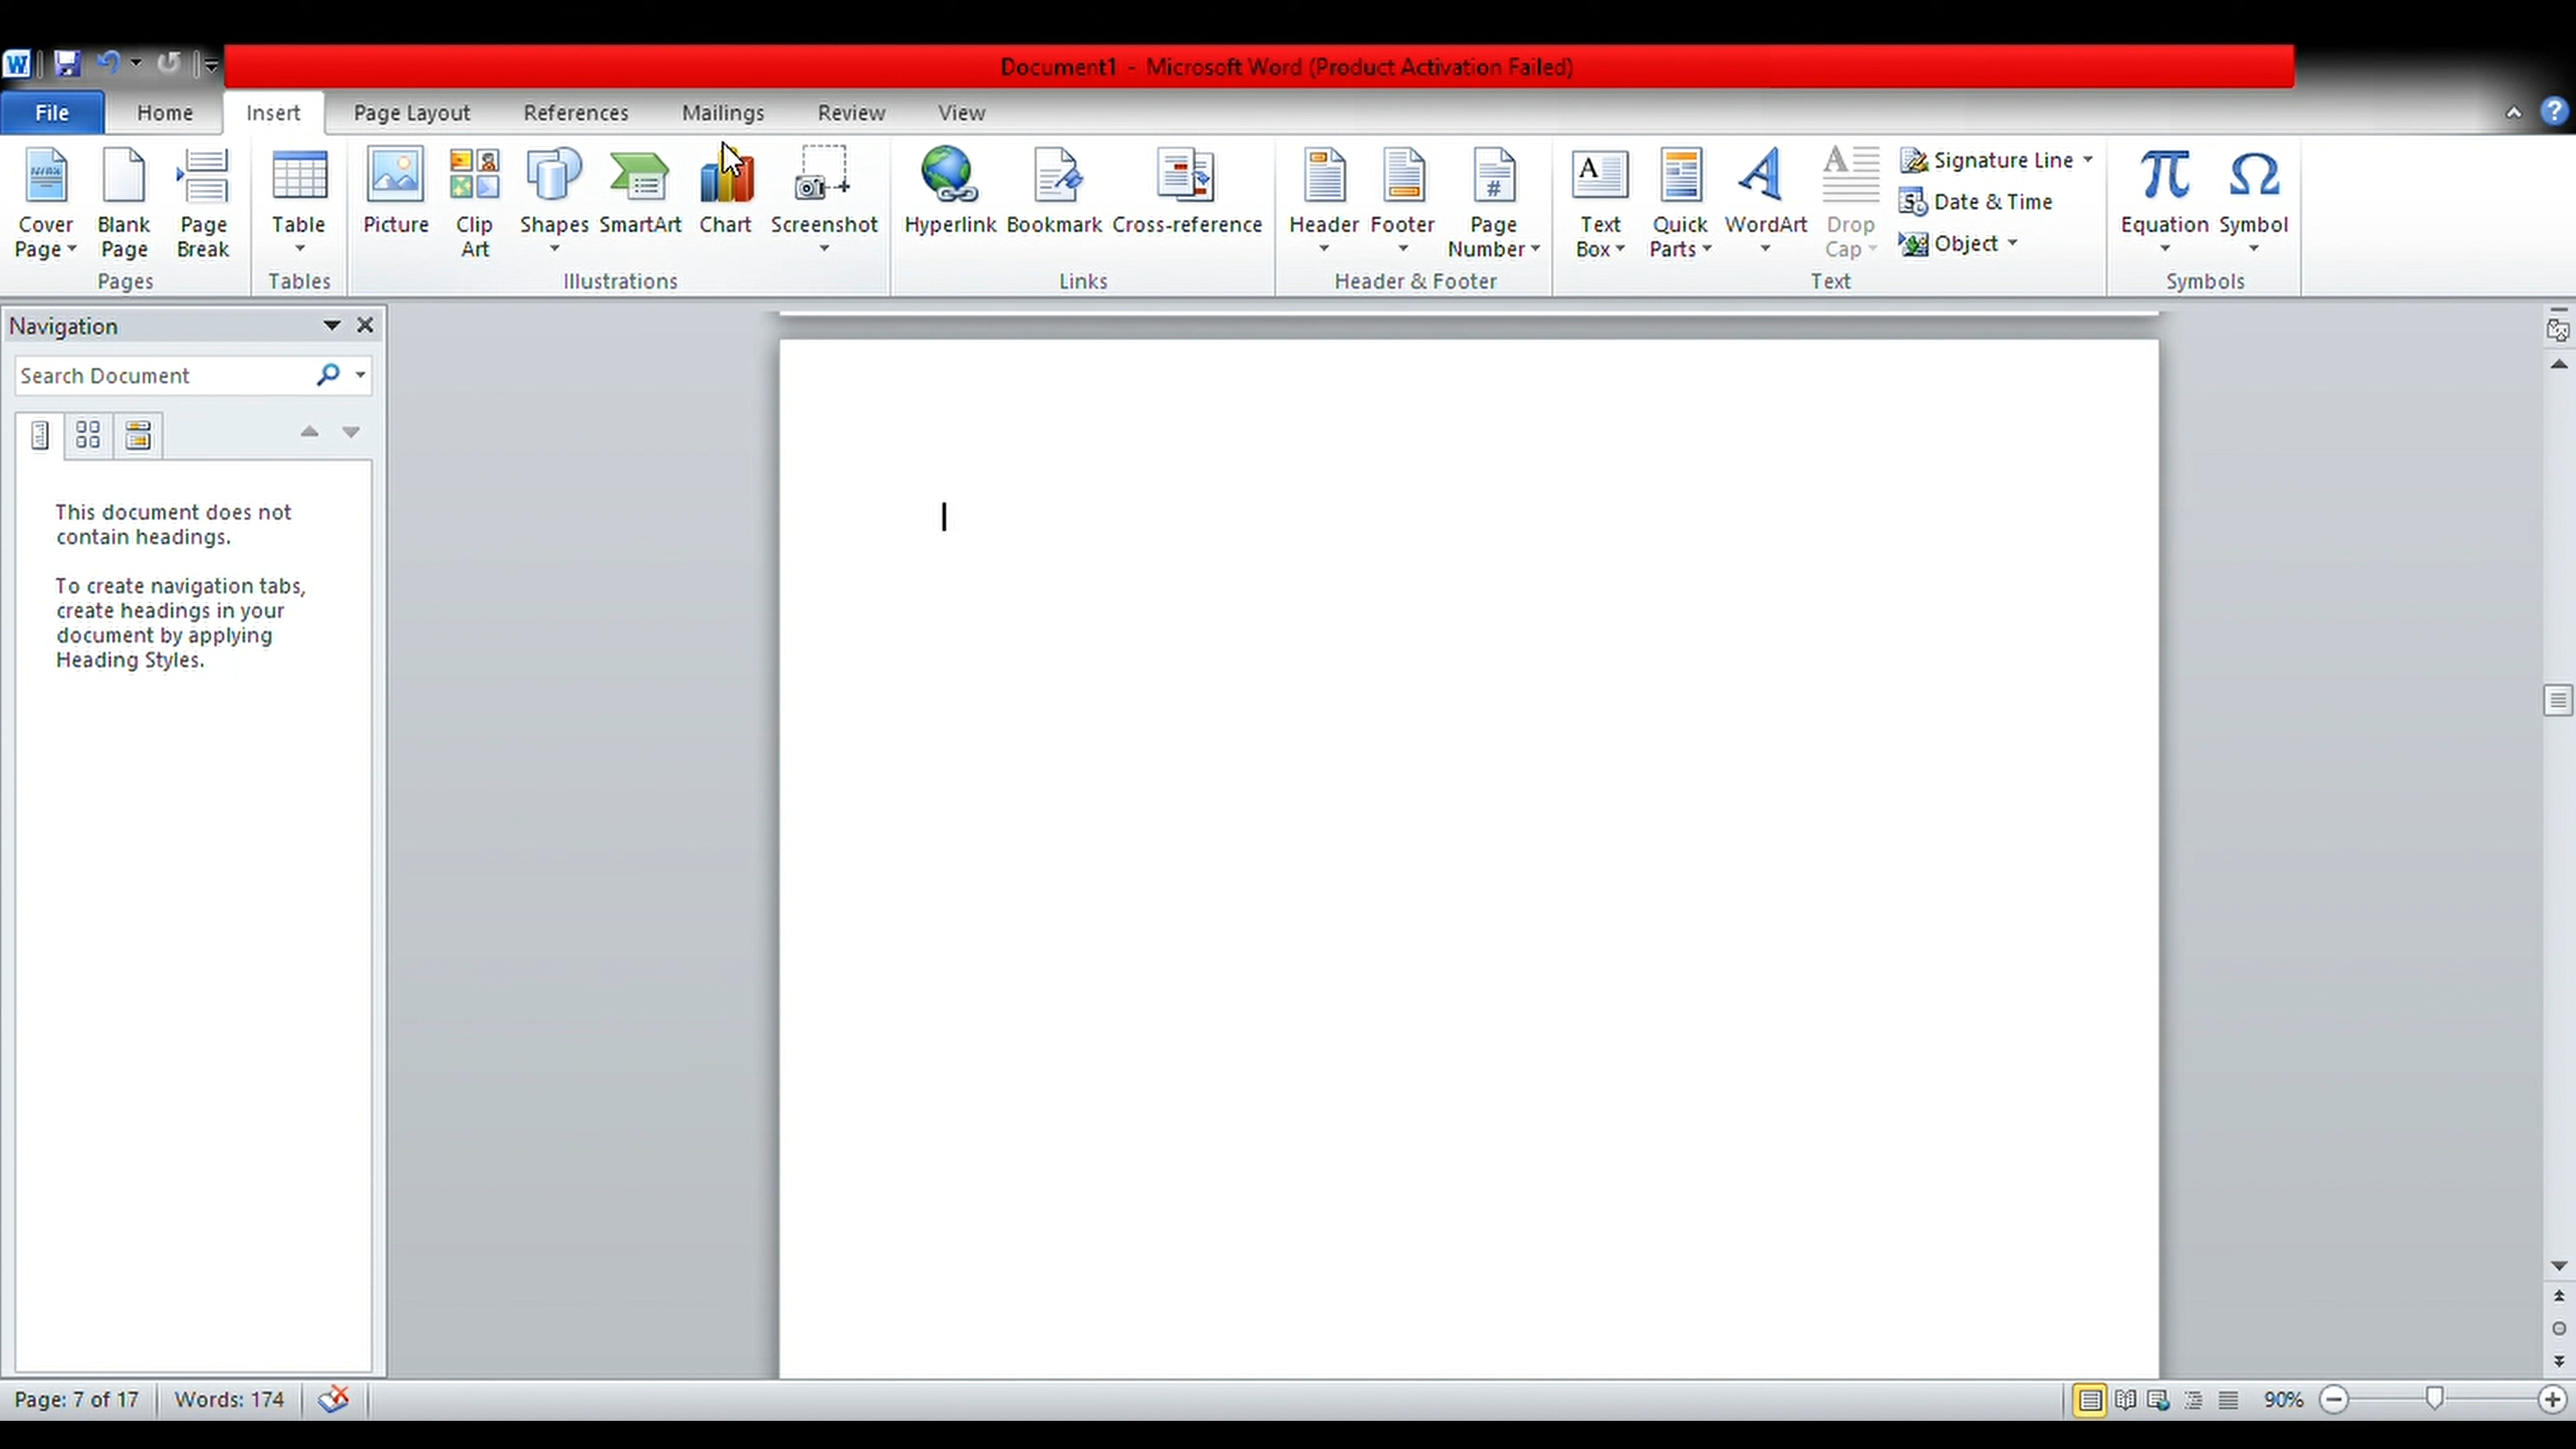 Document1 - Microsoft Word (Product Activation Failed)
File Home Insert Page Layout References Mailings Review View
Cover Page
Blank Page
Page Break
Pages
Table
Tables
Picture
Clip Art
Shapes
SmartArt
Chart
Screenshot
Illustrations
Hyperlink
Bookmark
Cross-reference
Links
Header
Footer
Page Number
Header & Footer
Text Box
Quick Parts
WordArt
Drop Cap
Signature Line
Date & Time
Object
Text
Equation
Symbol
Symbols
Navigation
Search Document
This document does not
contain headings.
To create navigation tabs,
create headings in your
document by applying
Heading Styles.
Page: 7 of 17 Words: 174 90%